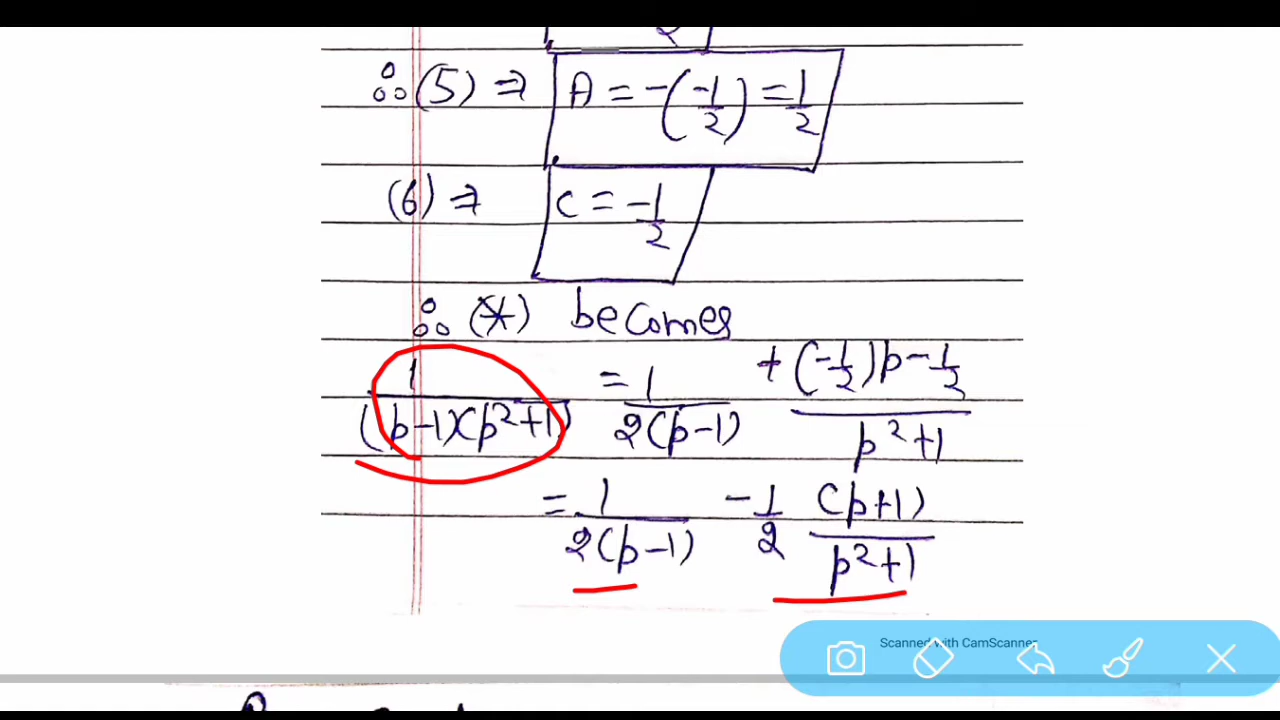 ∴ (5) ⇒ A = -(-1/2) = 1/2
(6) ⇒ C = -1/2
∴ (*) becomes
1/((p-1)(p²+1)) = 1/(2(p-1)) + ((-1/2)p - 1/2)/(p²+1)
= 1/(2(p-1)) - 1/2 (p+1)/(p²+1)
Scanned with CamScanner